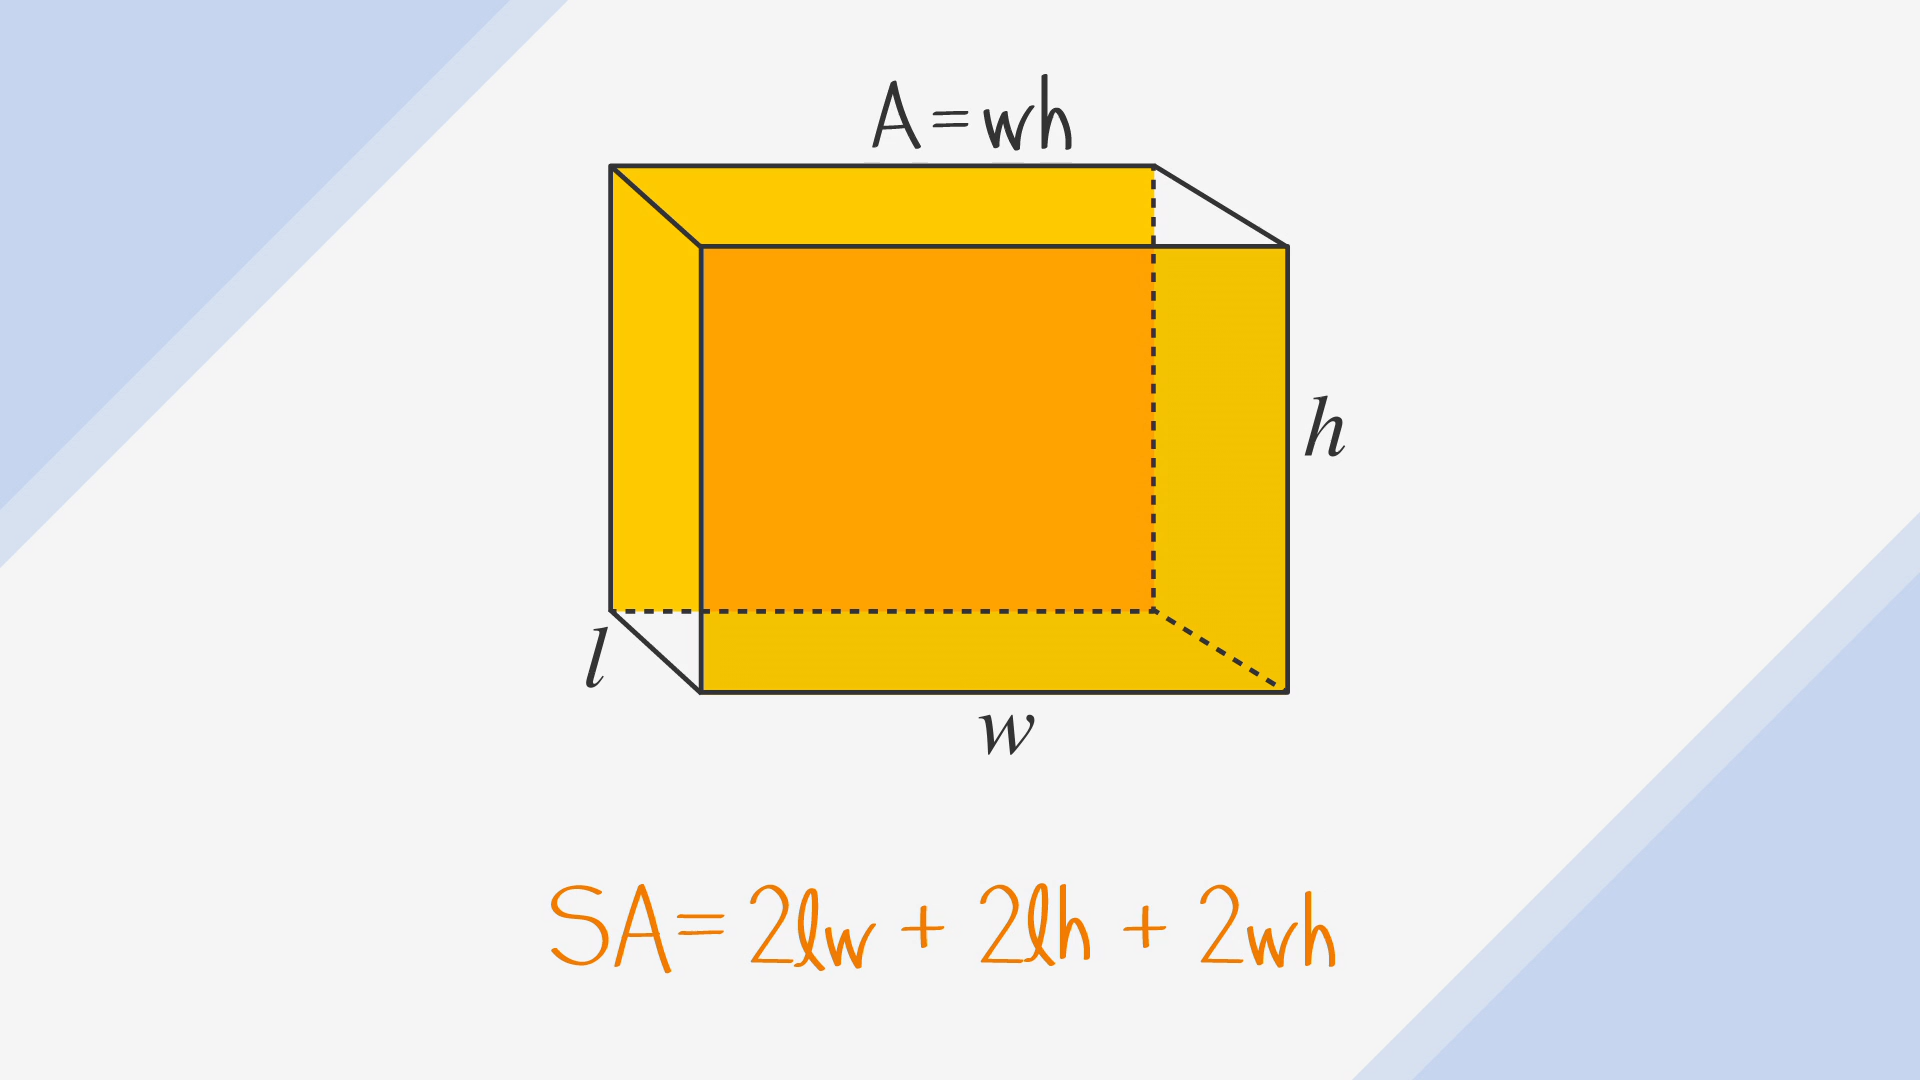 A = wh
h
l
w
SA = 2lw + 2lh + 2wh